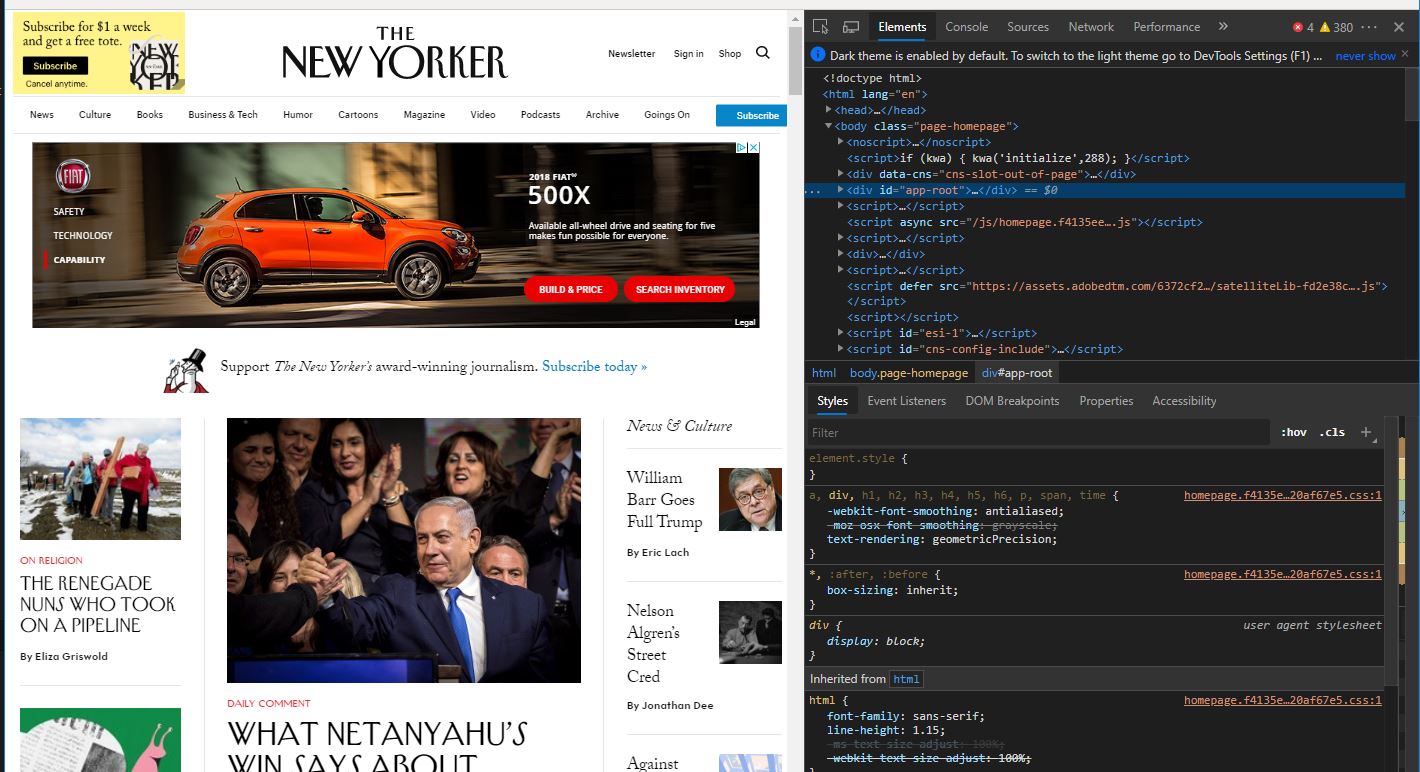 Subscribe for $1 a week
and get a free tote.
Subscribe
Cancel anytime.
THE
NEW YORKER
Newsletter Sign in Shop
News Culture Books Business & Tech Humor Cartoons Magazine Video Podcasts Archive Goings On Subscribe
FIAT
SAFETY
TECHNOLOGY
CAPABILITY
2018 FIAT
500X
Available all-wheel drive and seating for five
makes fun possible for everyone.
BUILD & PRICE SEARCH INVENTORY
Legal
Support The New Yorker's award-winning journalism. Subscribe today »
ON RELIGION
THE RENEGADE
NUNS WHO TOOK
ON A PIPELINE
By Eliza Griswold
DAILY COMMENT
WHAT NETANYAHU'S
WIN SAYS ABOUT
News & Culture
William
Barr Goes
Full Trump
By Eric Lach
Nelson
Algren's
Street
Cred
By Jonathan Dee
Against
Elements Console Sources Network Performance » 4 380 ···
Dark theme is enabled by default. To switch to the light theme go to DevTools Settings (F1) ... never show
<!doctype html>
<html lang="en">
<head>…</head>
<body class="page-homepage">
<noscript>…</noscript>
<script>if (kwa) { kwa('initialize',288); }</script>
<div data-cns="cns-slot-out-of-page">…</div>
... <div id="app-root">…</div> == $0
<script>…</script>
<script async src="/js/homepage.f4135ee….js"></script>
<script>…</script>
<div>…</div>
<script>…</script>
<script defer src="https://assets.adobedtm.com/6372cf2…/satelliteLib-fd2e38c….js">
</script>
<script></script>
<script id="esi-1">…</script>
<script id="cns-config-include">…</script>
html body.page-homepage div#app-root
Styles Event Listeners DOM Breakpoints Properties Accessibility
Filter :hov .cls +
element.style {
}
a, div, h1, h2, h3, h4, h5, h6, p, span, time { homepage.f4135e…20af67e5.css:1
-webkit-font-smoothing: antialiased;
-moz-osx-font-smoothing: grayscale;
text-rendering: geometricPrecision;
}
*, :after, :before { homepage.f4135e…20af67e5.css:1
box-sizing: inherit;
}
div { user agent stylesheet
display: block;
}
Inherited from html
html { homepage.f4135e…20af67e5.css:1
font-family: sans-serif;
line-height: 1.15;
-ms-text-size-adjust: 100%;
-webkit-text-size-adjust: 100%;
}